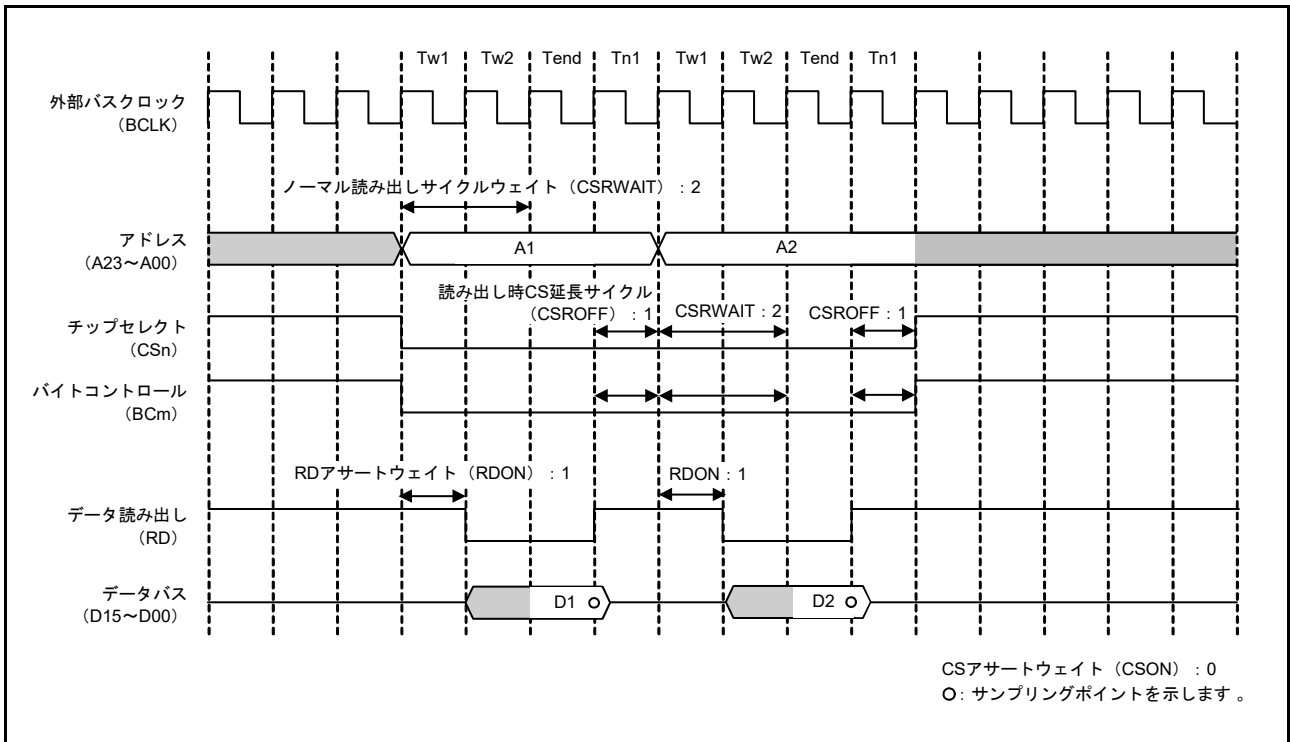 Tw1 Tw2 Tend Tn1 Tw1 Tw2 Tend Tn1
外部バスクロック
（BCLK）
ノーマル読み出しサイクルウェイト（CSRWAIT）：2
アドレス
（A23～A00）
A1
A2
読み出し時CS延長サイクル
（CSROFF）：1
CSRWAIT：2
CSROFF：1
チップセレクト
（CSn）
バイトコントロール
（BCm）
RDアサートウェイト（RDON）：1
RDON：1
データ読み出し
（RD）
データバス
（D15～D00）
D1
D2
CSアサートウェイト（CSON）：0
○：サンプリングポイントを示します。